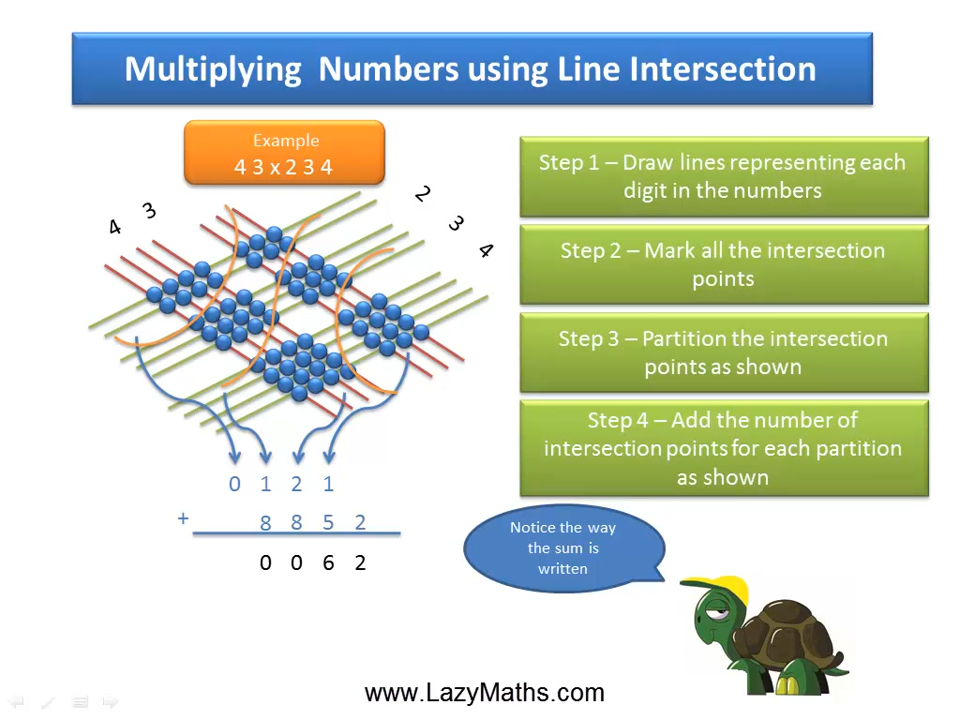 Multiplying Numbers using Line Intersection
Example
4 3 x 2 3 4
4 3
2 3 4
0 1 2 1
+ 8 8 5 2
0 0 6 2
Step 1 – Draw lines representing each
digit in the numbers
Step 2 – Mark all the intersection
points
Step 3 – Partition the intersection
points as shown
Step 4 – Add the number of
intersection points for each partition
as shown
Notice the way
the sum is
written
www.LazyMaths.com